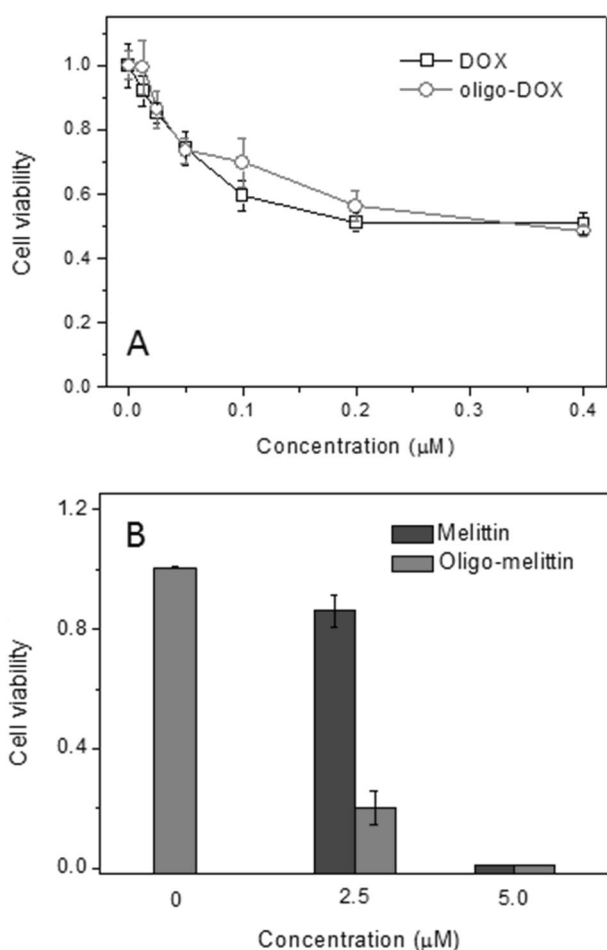 1.0
0.8
0.6
0.4
0.2
0.0
Cell viability
DOX
oligo-DOX
A
0.0 0.1 0.2 0.3 0.4
Concentration (μM)
1.2
0.8
0.4
0.0
Cell viability
B
Melittin
Oligo-melittin
0 2.5 5.0
Concentration (μM)